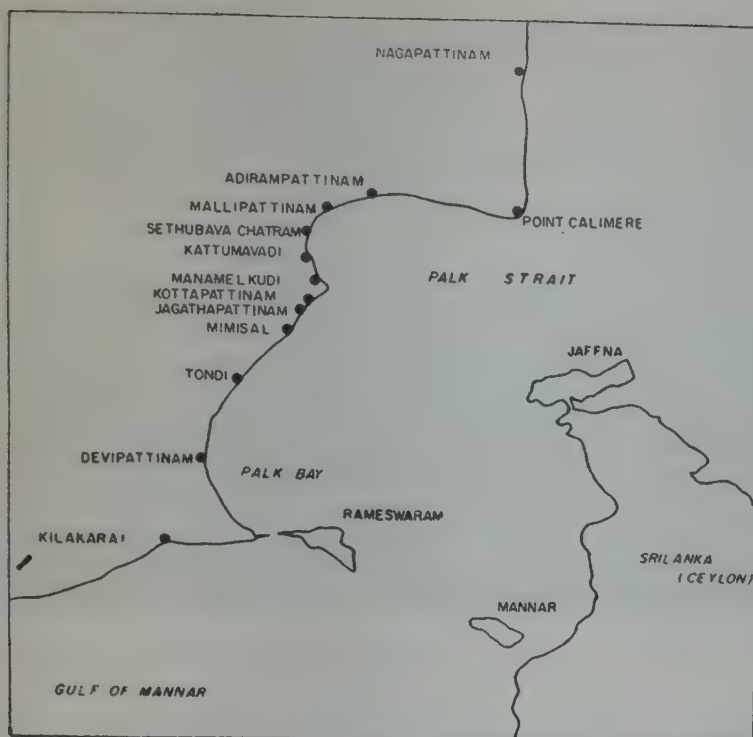 NAGAPATTINAM
ADIRAMPATTINAM
MALLIPATTINAM
POINT CALIMERE
SETHUBAVA CHATRAM
KATTUMAVADI
MANAMELKUDI
PALK STRAIT
KOTTAPATTINAM
JAGATHAPATTINAM
MIMISAL
JAFFNA
TONDI
DEVIPATTINAM
PALK BAY
RAMESWARAM
KILAKARAI
SRILANKA
(CEYLON)
MANNAR
GULF OF MANNAR